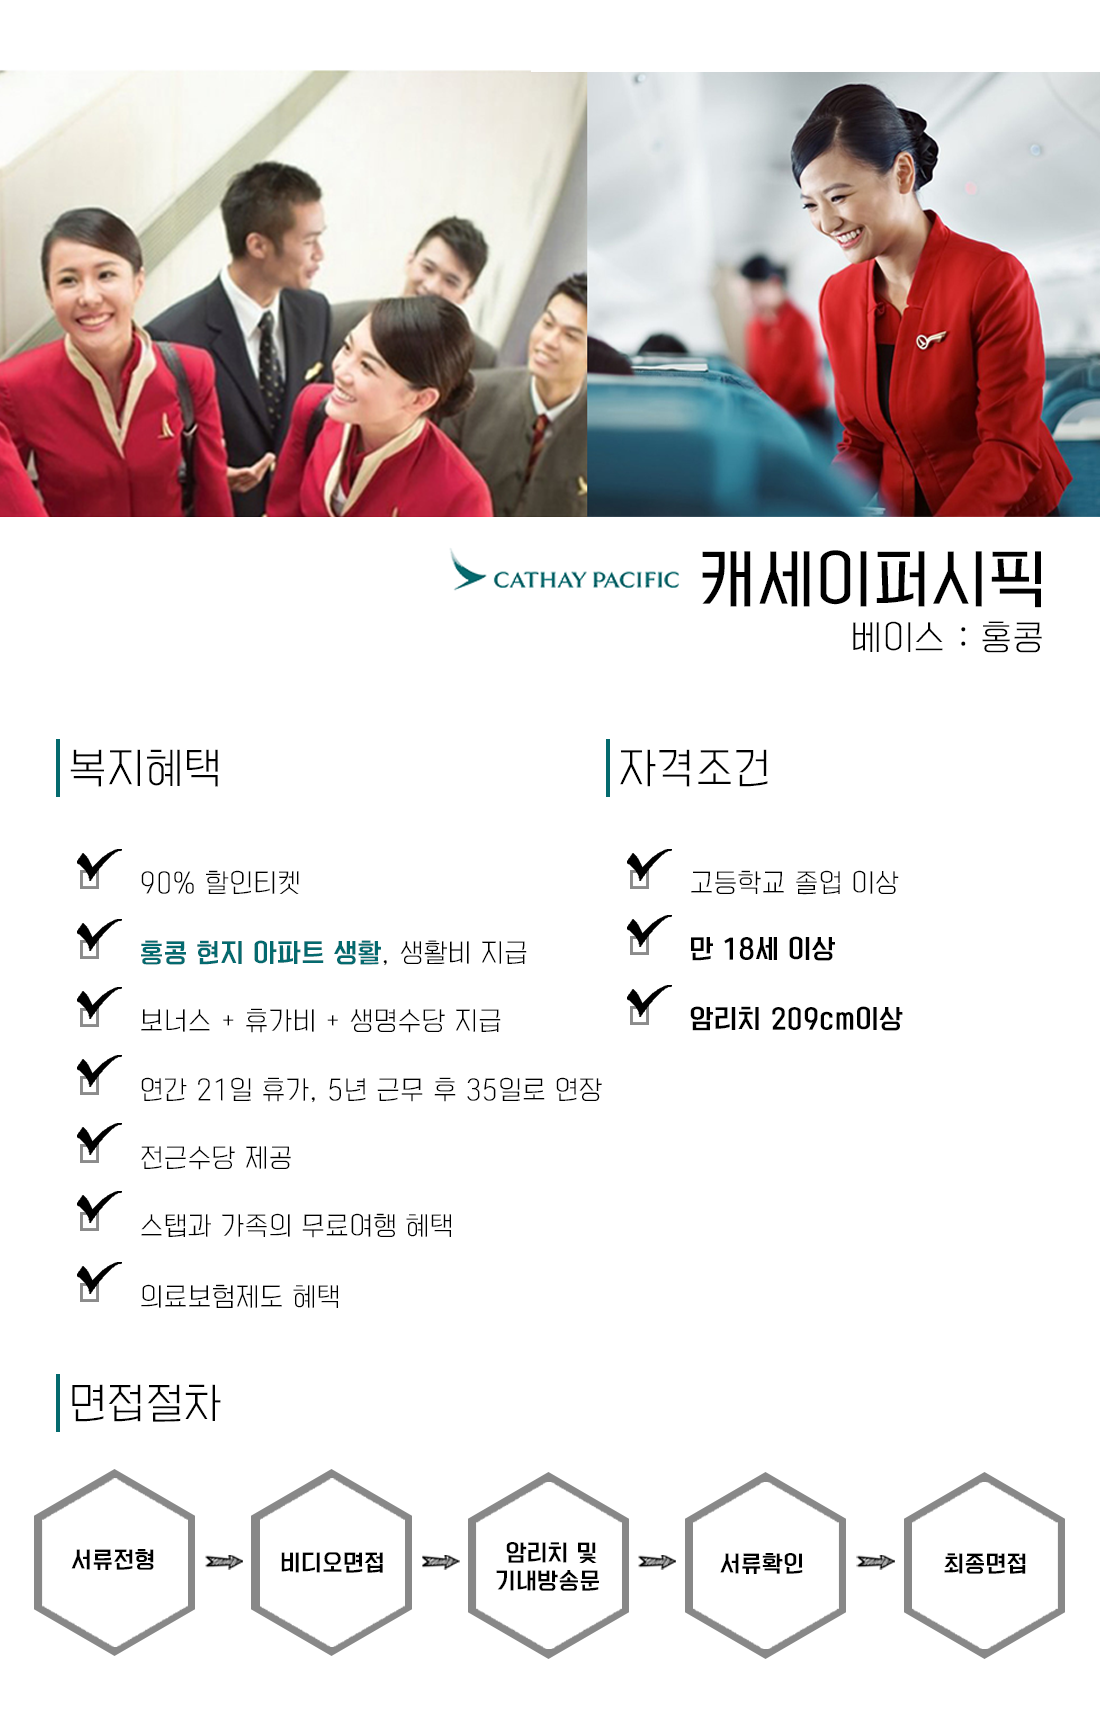 CATHAY PACIFIC 캐세이퍼시픽
베이스 : 홍콩
복지혜택
90% 할인티켓
홍콩 현지 아파트 생활, 생활비 지급
보너스 + 휴가비 + 생명수당 지급
연간 21일 휴가, 5년 근무 후 35일로 연장
전근수당 제공
스탭과 가족의 무료여행 혜택
의료보험제도 혜택
자격조건
고등학교 졸업 이상
만 18세 이상
암리치 209cm이상
면접절차
서류전형
비디오면접
암리치 및
기내방송문
서류확인
최종면접